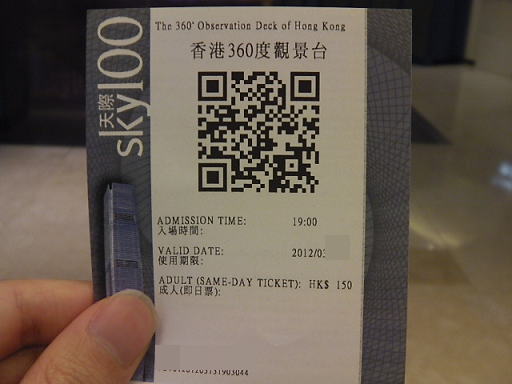 The 360° Observation Deck of Hong Kong
香港360度觀景台
天際
sky100
ADMISSION TIME: 19:00
入場時間:
VALID DATE: 2012/03
使用期限:
ADULT (SAME-DAY TICKET): HK$ 150
成人(即日票):